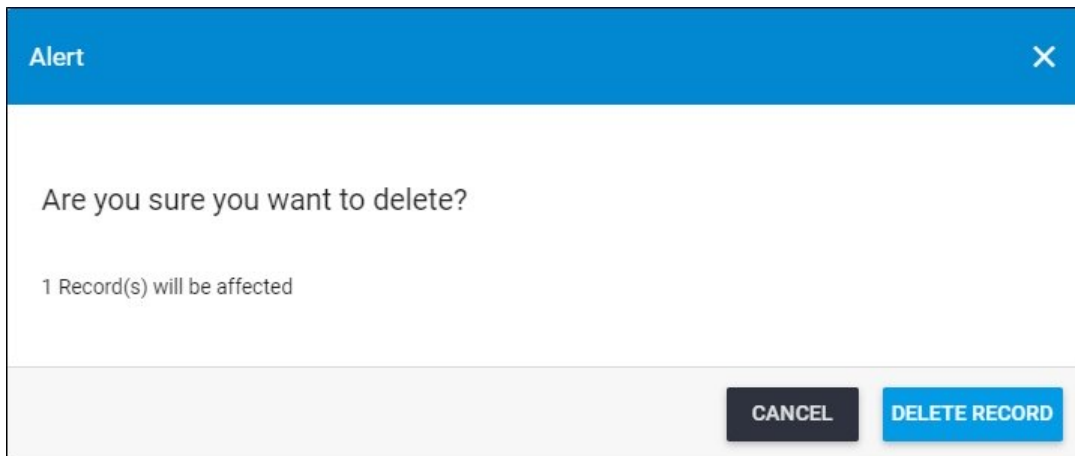 Alert
Are you sure you want to delete?
1 Record(s) will be affected
CANCEL
DELETE RECORD